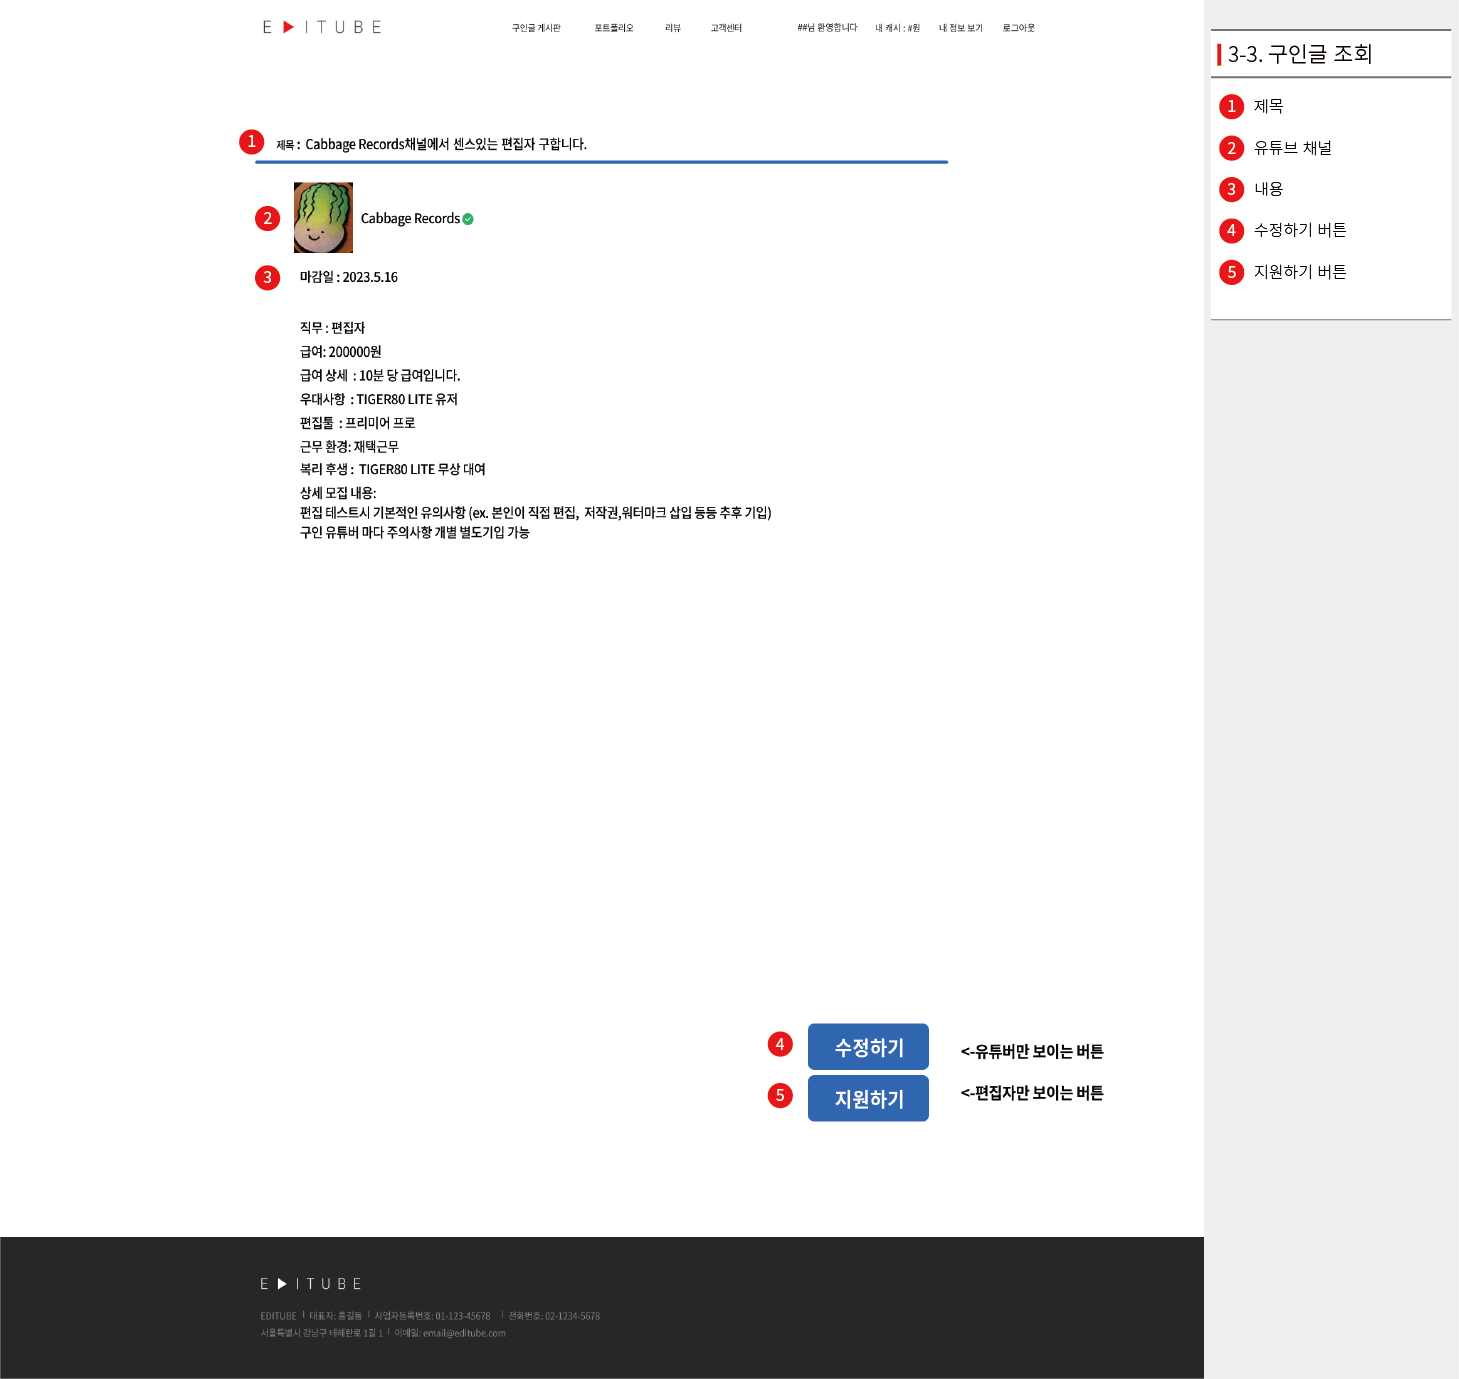 E▶ITUBE
구인글 게시판 포트폴리오 리뷰 고객센터 ##님 환영합니다 내 캐시 : #원 내 정보 보기 로그아웃
1 제목 : Cabbage Records채널에서 센스있는 편집자 구합니다.
2 Cabbage Records
3 마감일 : 2023.5.16
직무 : 편집자
급여: 200000원
급여 상세 : 10분 당 급여입니다.
우대사항 : TIGER80 LITE 유저
편집툴 : 프리미어 프로
근무 환경: 재택근무
복리 후생 : TIGER80 LITE 무상 대여
상세 모집 내용:
편집 테스트시 기본적인 유의사항 (ex. 본인이 직접 편집, 저작권,워터마크 삽입 등등 추후 기입)
구인 유튜버 마다 주의사항 개별 별도기입 가능
4 수정하기 <-유튜버만 보이는 버튼
5 지원하기 <-편집자만 보이는 버튼
E▶ITUBE
EDITUBE | 대표자: 홍길동 | 사업자등록번호: 01-123-45678 | 전화번호: 02-1234-5678
서울특별시 강남구 테헤란로 1길 1 | 이메일: email@editube.com
3-3. 구인글 조회
1 제목
2 유튜브 채널
3 내용
4 수정하기 버튼
5 지원하기 버튼